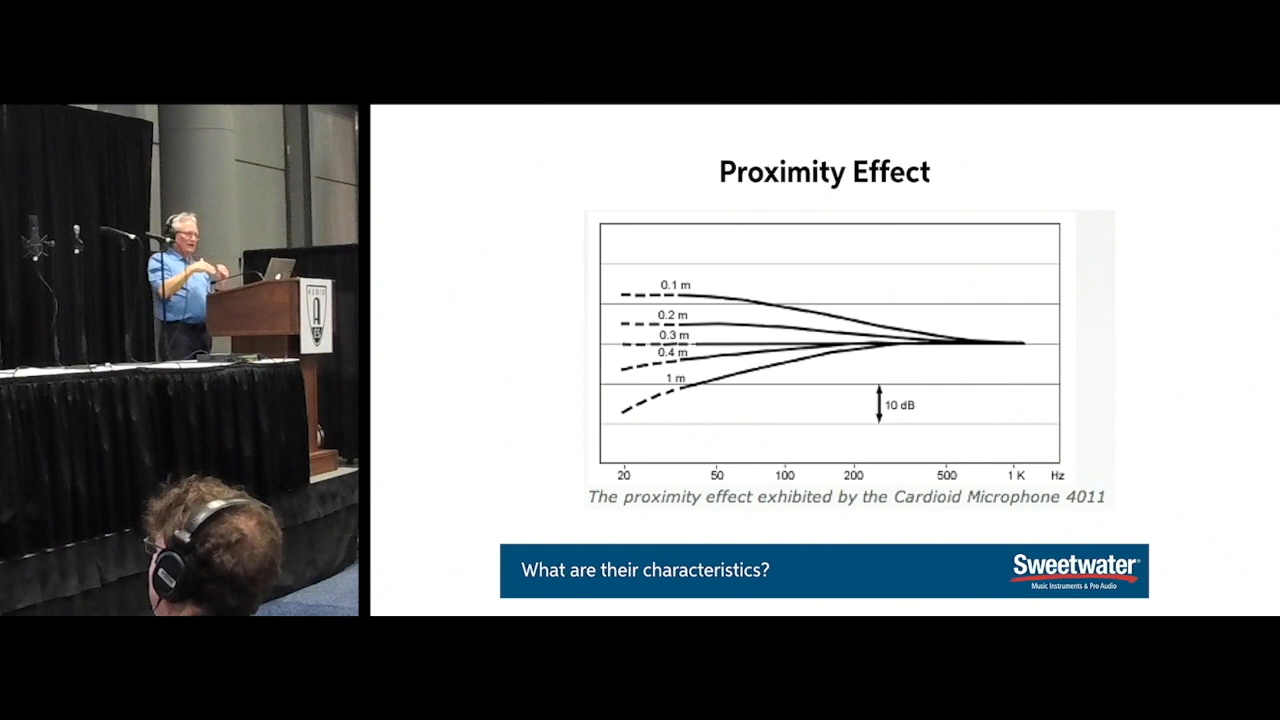 Proximity Effect
0.1 m
0.2 m
0.3 m
0.4 m
1 m
10 dB
20 50 100 200 500 1 K Hz
The proximity effect exhibited by the Cardioid Microphone 4011
What are their characteristics?
Sweetwater®
Music Instruments & Pro Audio
AUDIO
A
ES